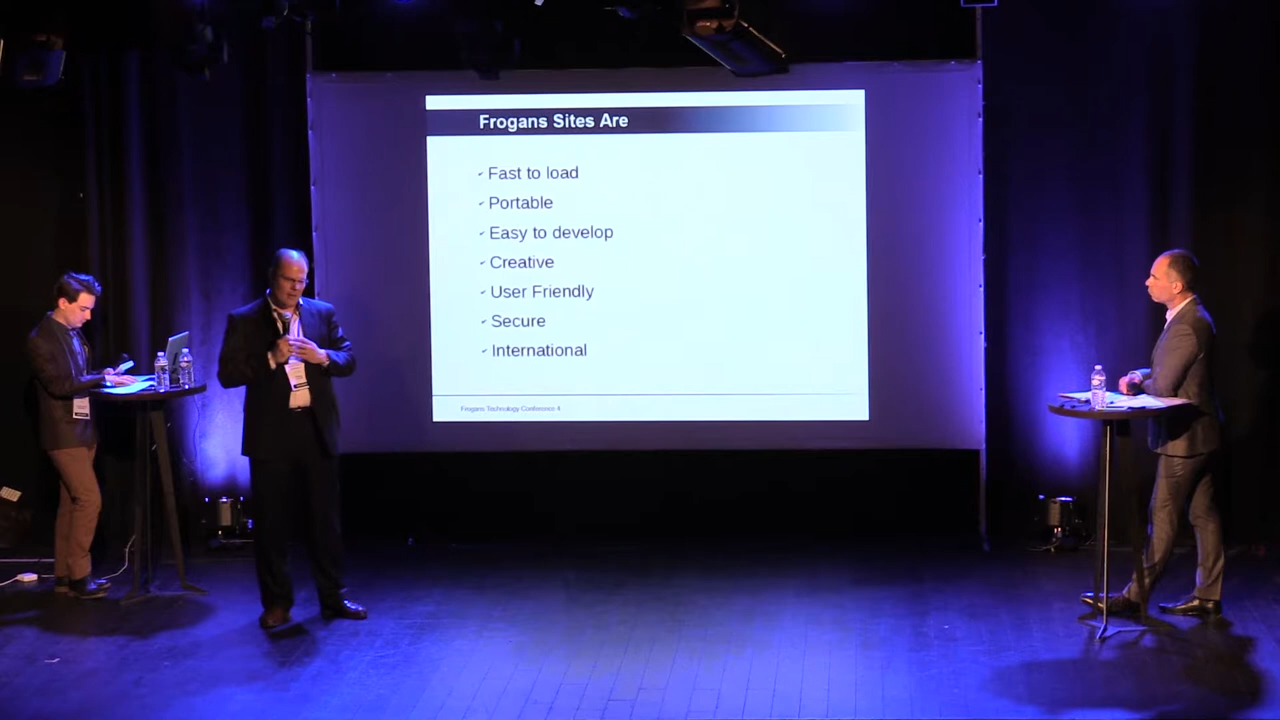 Frogans Sites Are
✓ Fast to load
✓ Portable
✓ Easy to develop
✓ Creative
✓ User Friendly
✓ Secure
✓ International
Frogans Technology Conference 4